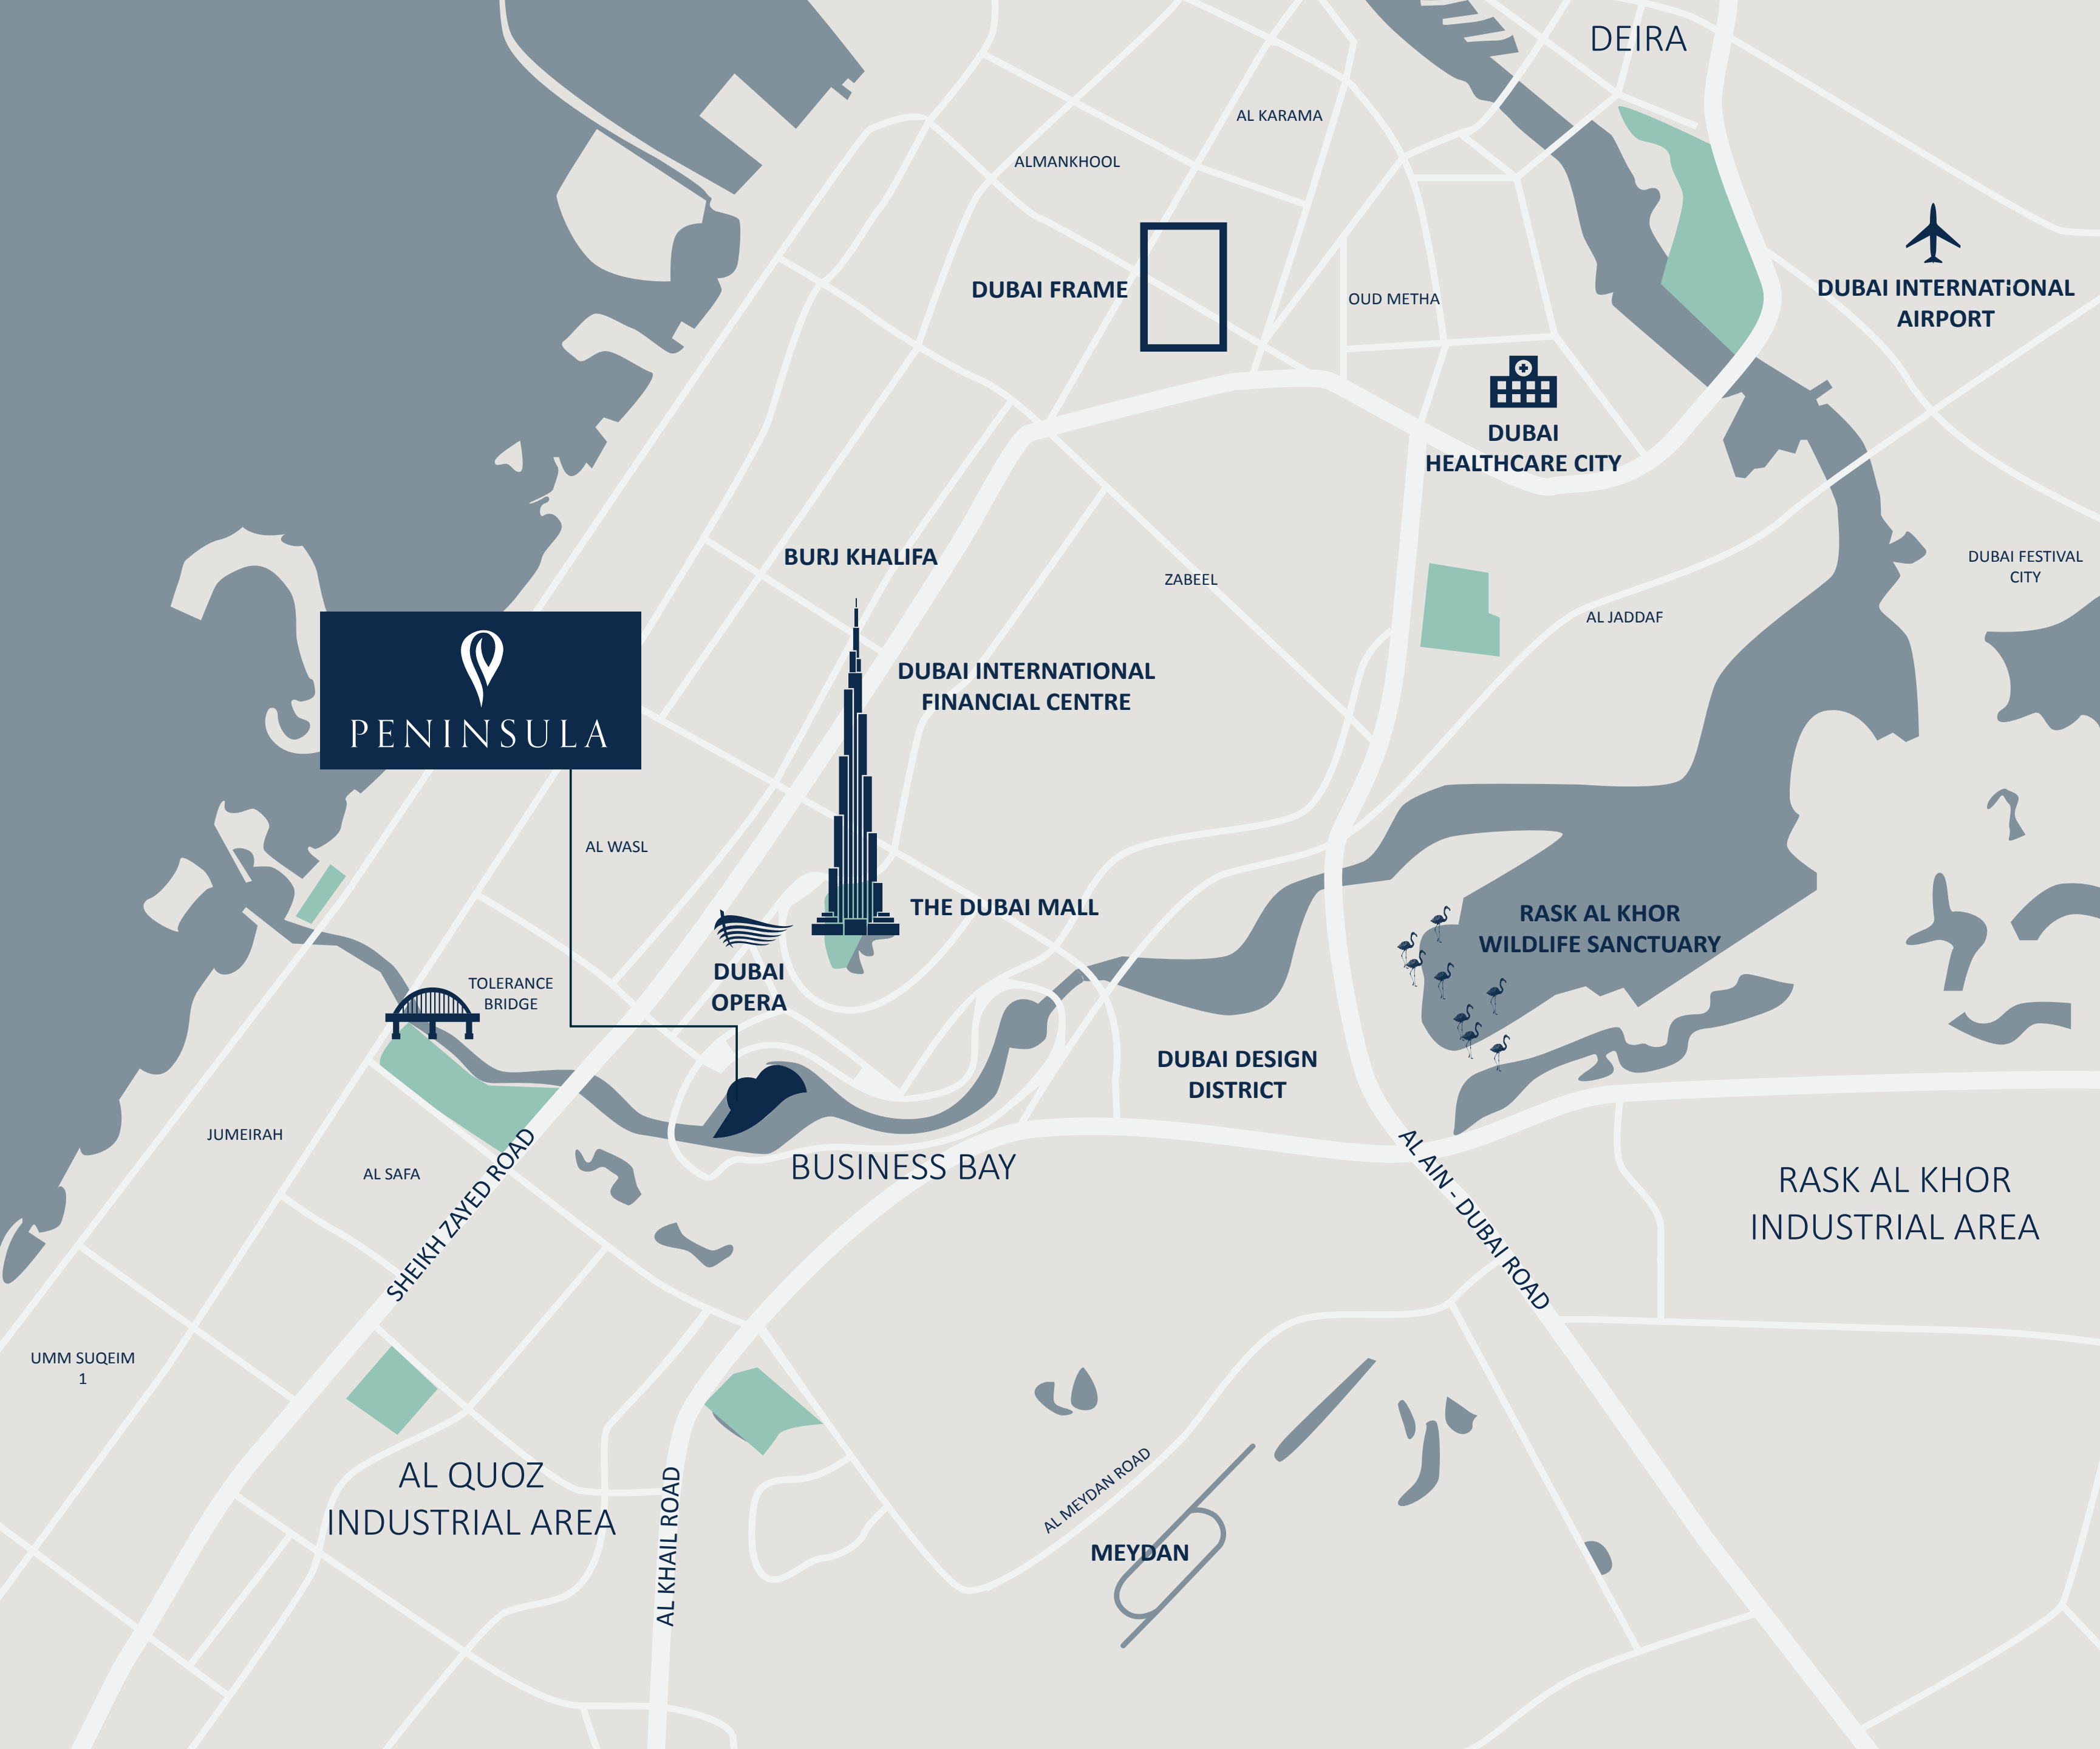 DEIRA
AL KARAMA
ALMANKHOOL
DUBAI FRAME
OUD METHA
DUBAI INTERNATiONAL
AIRPORT
DUBAI
HEALTHCARE CITY
BURJ KHALIFA
ZABEEL
DUBAI FESTIVAL
CITY
AL JADDAF
DUBAI INTERNATIONAL
FINANCIAL CENTRE
PENINSULA
AL WASL
THE DUBAI MALL
RASK AL KHOR
WILDLIFE SANCTUARY
DUBAI
OPERA
TOLERANCE
BRIDGE
DUBAI DESIGN
DISTRICT
JUMEIRAH
AL SAFA
SHEIKH ZAYED ROAD
BUSINESS BAY
AL AIN - DUBAI ROAD
RASK AL KHOR
INDUSTRIAL AREA
UMM SUQEIM
1
AL QUOZ
INDUSTRIAL AREA
AL KHAIL ROAD
AL MEYDAN ROAD
MEYDAN